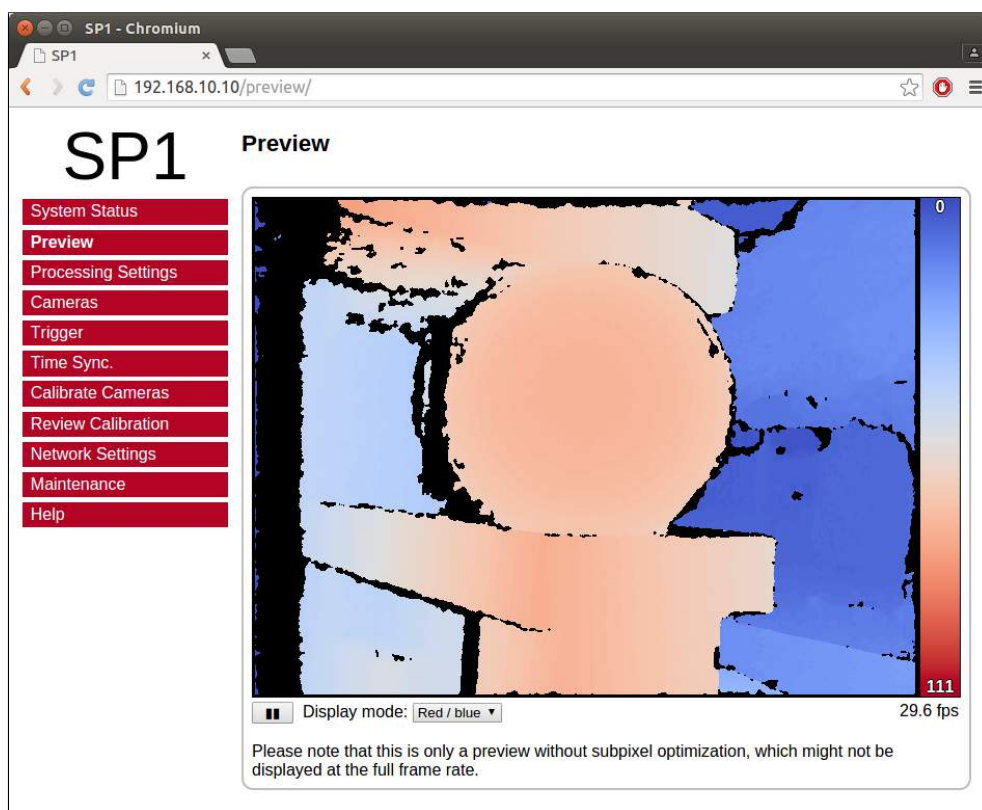 SP1 - Chromium
SP1
192.168.10.10/preview/
SP1
System Status
Preview
Processing Settings
Cameras
Trigger
Time Sync.
Calibrate Cameras
Review Calibration
Network Settings
Maintenance
Help
Preview
0
111
Display mode: Red / blue
29.6 fps
Please note that this is only a preview without subpixel optimization, which might not be
displayed at the full frame rate.